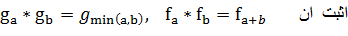 g_a * g_b = g_min(a,b), f_a * f_b = f_a+b اثبت ان